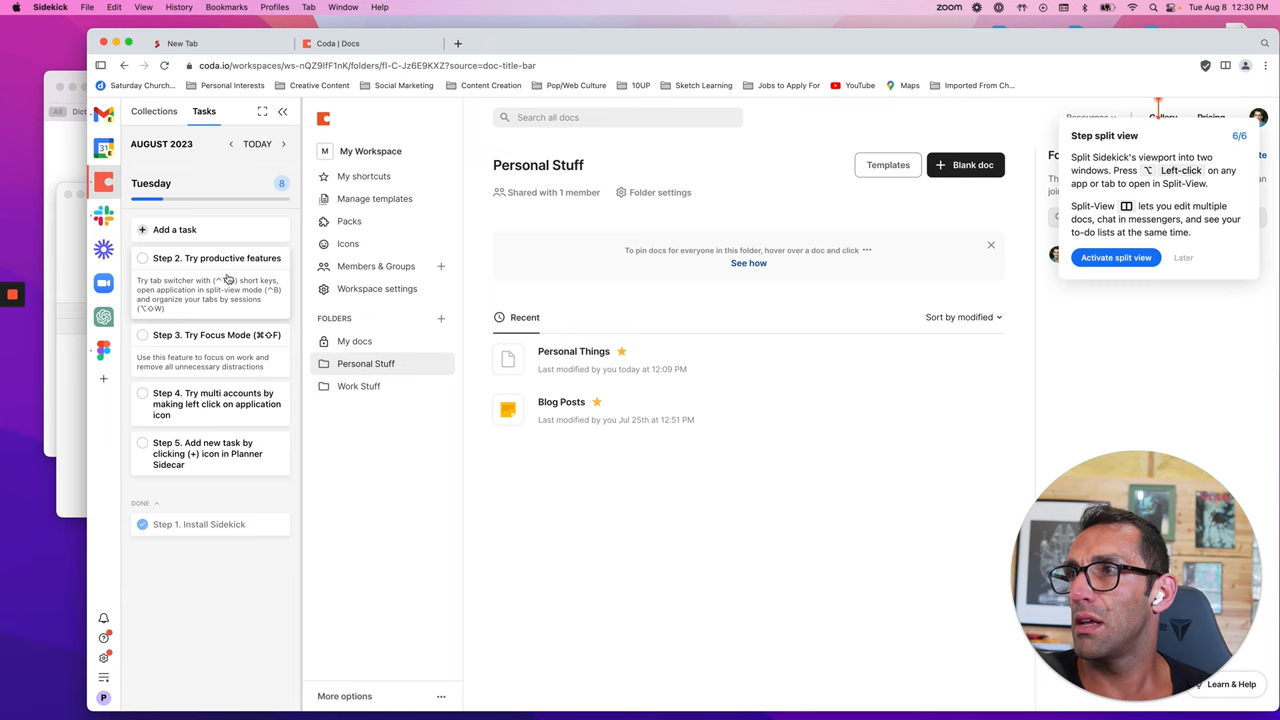 Sidekick File Edit View History Bookmarks Profiles Tab Window Help
zoom Tue Aug 8 12:30 PM
New Tab
Coda | Docs
coda.io/workspaces/ws-nQZ9IfF1nK/folders/fl-C-Jz6E9KXZ?source=doc-title-bar
Saturday Church... Personal Interests Creative Content Social Marketing Content Creation Pop/Web Culture 10UP Sketch Learning Jobs to Apply For YouTube Maps Imported From Ch...
All Dict
Collections Tasks
AUGUST 2023 TODAY
Tuesday 8
Add a task
Step 2. Try productive features
open application in split-view mode (^B)
and organize your tabs by sessions
(⌥⇧W)
Step 3. Try Focus Mode (⌘⇧F)
Use this feature to focus on work and
remove all unnecessary distractions
Step 4. Try multi accounts by
making left click on application
icon
Step 5. Add new task by
clicking (+) icon in Planner
Sidecar
DONE
Step 1. Install Sidekick
31
P
M My Workspace
My shortcuts
Manage templates
Packs
Icons
Members & Groups
Workspace settings
FOLDERS
My docs
Personal Stuff
Work Stuff
More options
Search all docs
Resources Gallery Pricing
Personal Stuff
Templates
Blank doc
Shared with 1 member Folder settings
To pin docs for everyone in this folder, hover over a doc and click •••
See how
Recent
Sort by modified
Personal Things
Last modified by you today at 12:09 PM
Blog Posts
Last modified by you Jul 25th at 12:51 PM
Step split view 6/6
Split Sidekick's viewport into two
windows. Press ⌥ Left-click on any
app or tab to open in Split-View.
Split-View lets you edit multiple
docs, chat in messengers, and see your
to-do lists at the same time.
Activate split view Later
Learn & Help